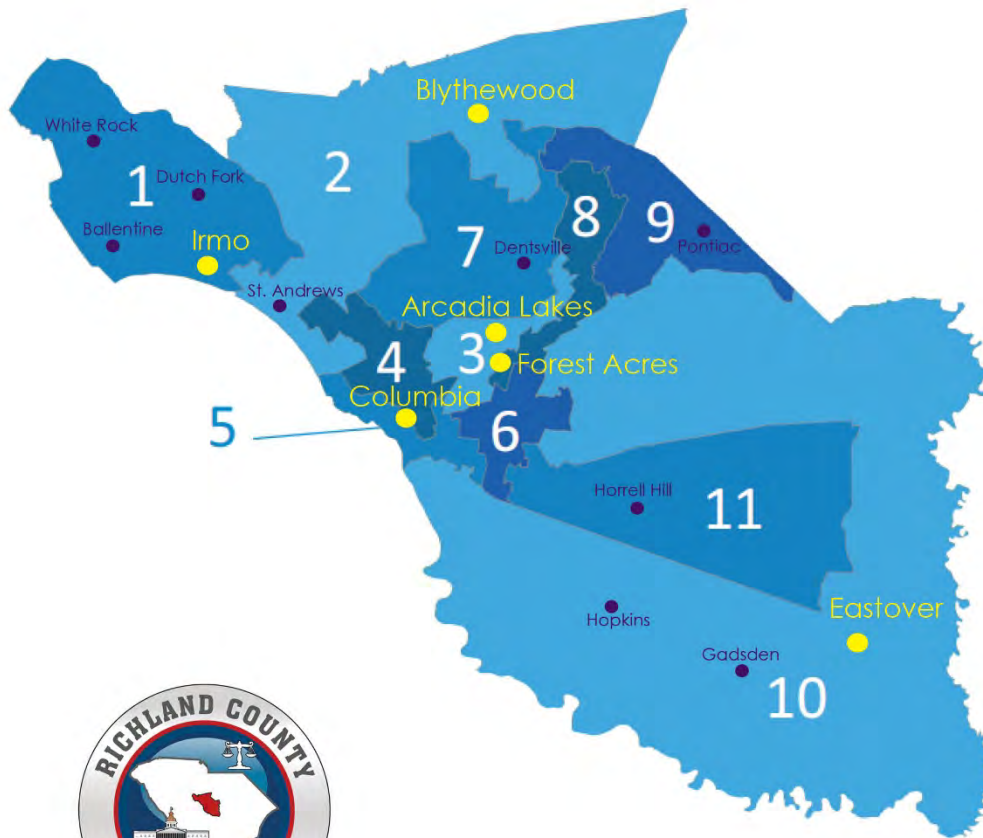 Blythewood
White Rock
2
1
Dutch Fork
8
9
Ballentine
Irmo
7
Dentsville
Pontiac
St. Andrews
Arcadia Lakes
4
3
Forest Acres
Columbia
5
6
Horrell Hill
11
Hopkins
Eastover
Gadsden
10
RICHLAND COUNTY